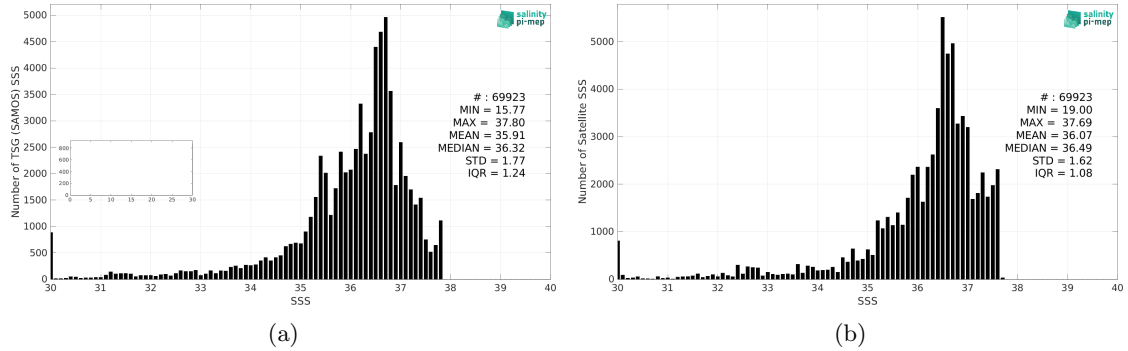 5000
4500
4000
3500
3000
2500
2000
1500
1000
500
0
Number of TSG (SAMOS) SSS
salinity
pi-mep
# : 69923
MIN = 15.77
MAX = 37.80
MEAN = 35.91
MEDIAN = 36.32
STD = 1.77
IQR = 1.24
800
600
400
200
0
0 5 10 15 20 25 30
30 31 32 33 34 35 36 37 38 39 40
SSS
(a)
5000
4000
3000
2000
1000
0
Number of Satellite SSS
salinity
pi-mep
# : 69923
MIN = 19.00
MAX = 37.69
MEAN = 36.07
MEDIAN = 36.49
STD = 1.62
IQR = 1.08
30 31 32 33 34 35 36 37 38 39 40
SSS
(b)